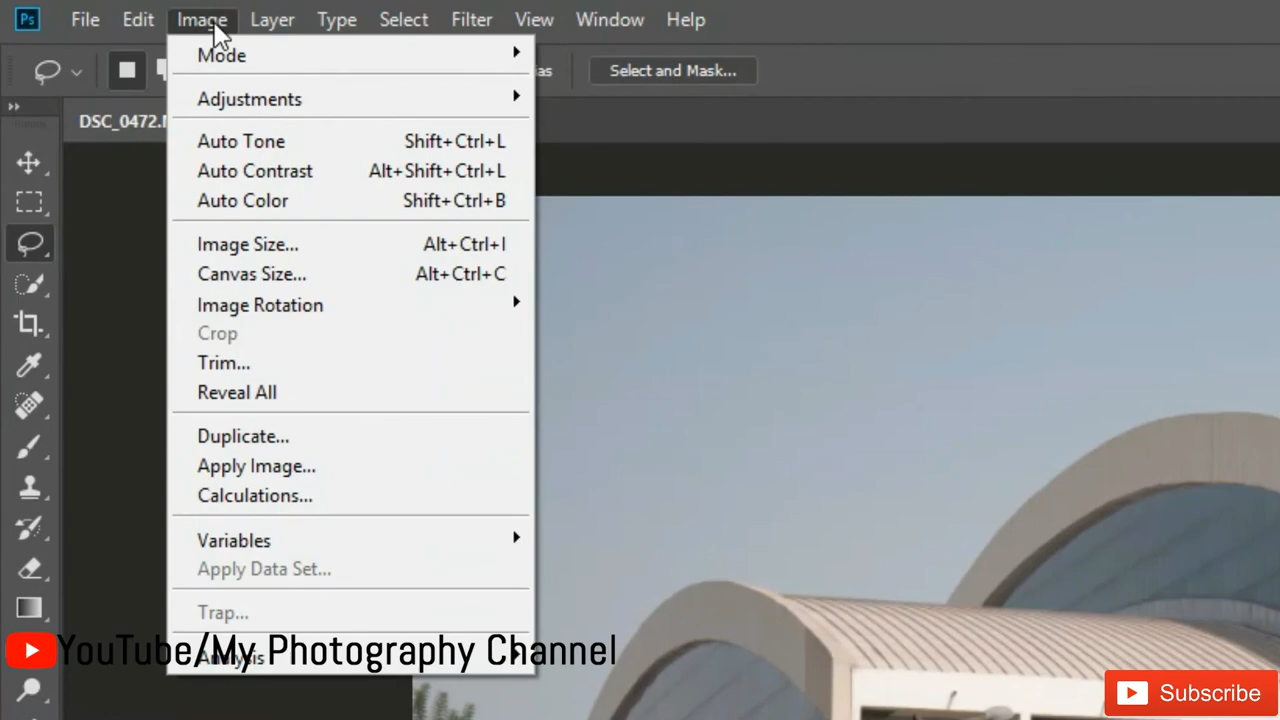 Ps File Edit Image Layer Type Select Filter View Window Help
Select and Mask...
DSC_0472.
Mode
Adjustments
Auto Tone Shift+Ctrl+L
Auto Contrast Alt+Shift+Ctrl+L
Auto Color Shift+Ctrl+B
Image Size... Alt+Ctrl+I
Canvas Size... Alt+Ctrl+C
Image Rotation
Crop
Trim...
Reveal All
Duplicate...
Apply Image...
Calculations...
Variables
Apply Data Set...
Trap...
Analysis
YouTube/My Photography Channel
Subscribe